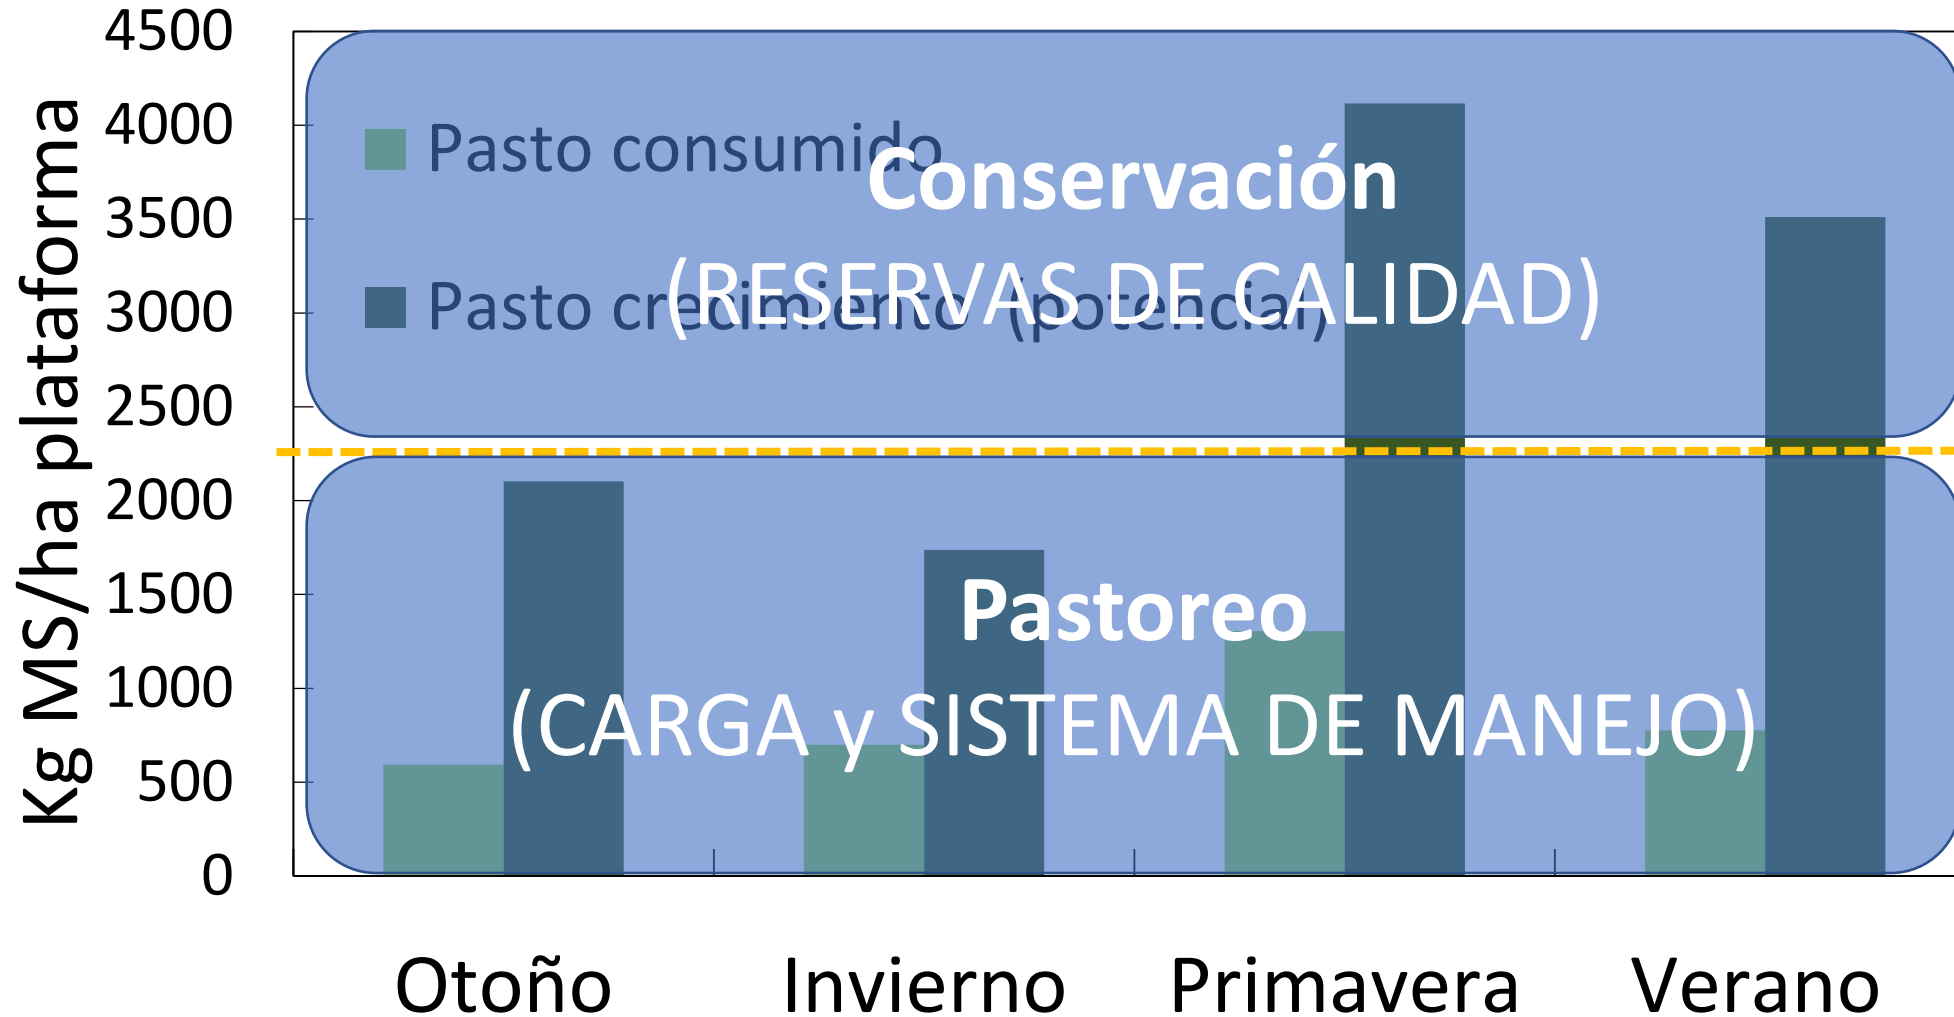 Kg MS/ha plataforma
4500
4000
3500
3000
2500
2000
1500
1000
500
0
Pasto consumido
Pasto crecimiento (potencial)
Conservación
(RESERVAS DE CALIDAD)
Pastoreo
(CARGA y SISTEMA DE MANEJO)
Otoño Invierno Primavera Verano